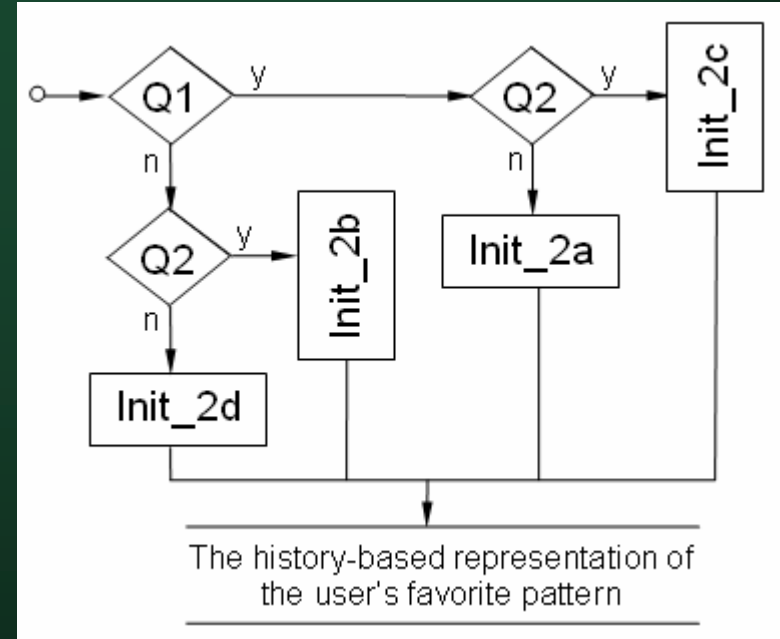 Q1
y
Q2
y
Init_2c
n
n
Q2
y
Init_2b
Init_2a
n
Init_2d
The history-based representation of
the user's favorite pattern